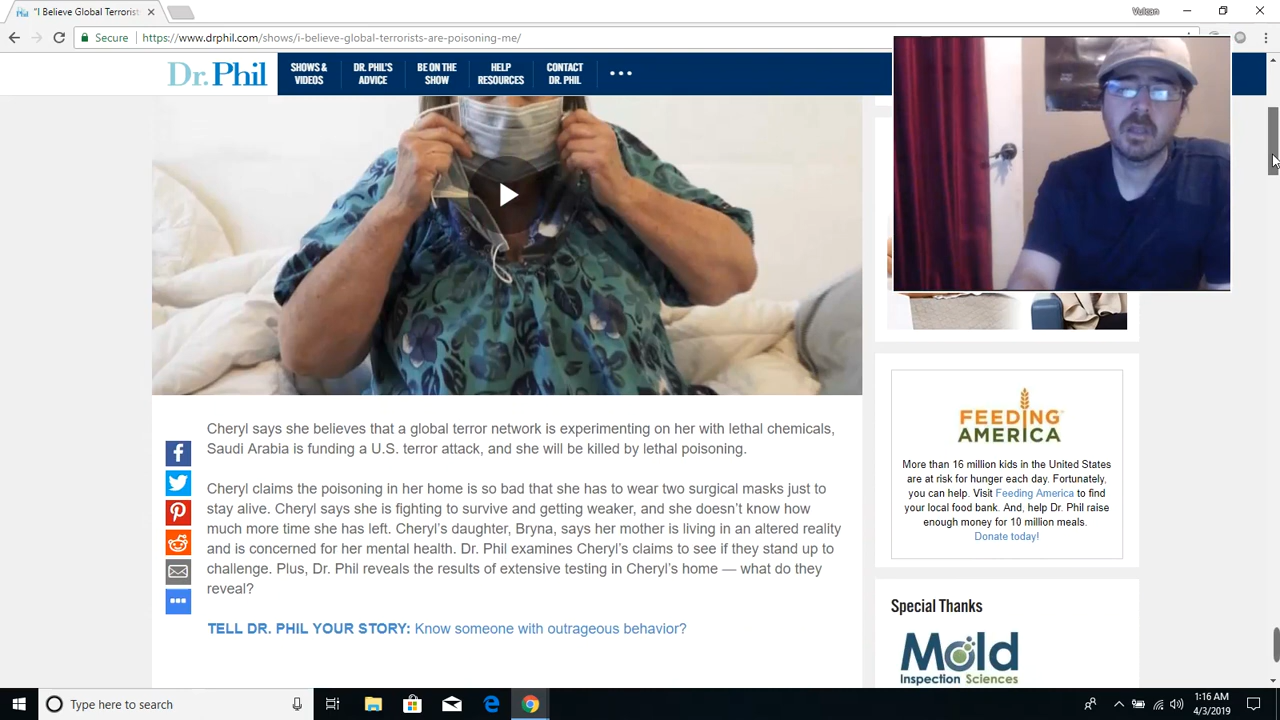 "I Believe Global Terrorist
Vulcan
Secure
https://www.drphil.com/shows/i-believe-global-terrorists-are-poisoning-me/
Dr. Phil
SHOWS & VIDEOS
DR. PHIL'S ADVICE
BE ON THE SHOW
HELP RESOURCES
CONTACT DR. PHIL
Cheryl says she believes that a global terror network is experimenting on her with lethal chemicals,
Saudi Arabia is funding a U.S. terror attack, and she will be killed by lethal poisoning.
Cheryl claims the poisoning in her home is so bad that she has to wear two surgical masks just to
stay alive. Cheryl says she is fighting to survive and getting weaker, and she doesn't know how
much more time she has left. Cheryl's daughter, Bryna, says her mother is living in an altered reality
and is concerned for her mental health. Dr. Phil examines Cheryl's claims to see if they stand up to
challenge. Plus, Dr. Phil reveals the results of extensive testing in Cheryl's home — what do they
reveal?
TELL DR. PHIL YOUR STORY: Know someone with outrageous behavior?
FEEDING
AMERICA
More than 16 million kids in the United States
are at risk for hunger each day. Fortunately,
you can help. Visit Feeding America to find
your local food bank. And, help Dr. Phil raise
enough money for 10 million meals.
Donate today!
Special Thanks
Mold
Inspection Sciences
Type here to search
1:16 AM
4/3/2019